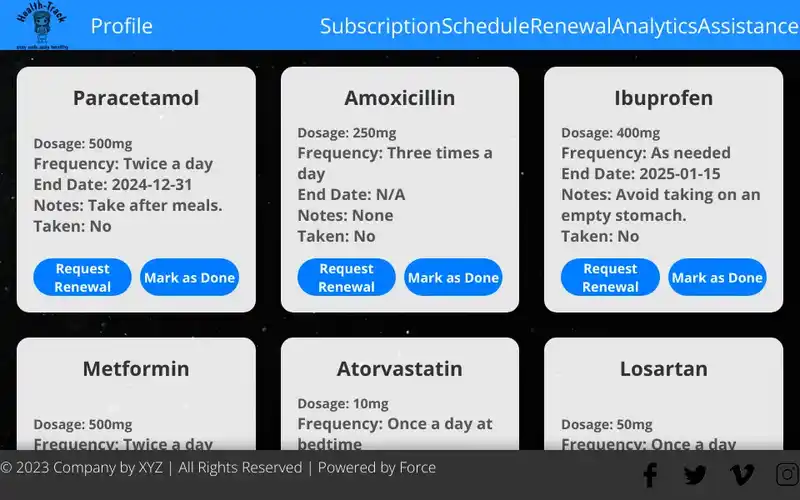 Health-Track
stay safe,stay healthy
Profile
Subscription Schedule Renewal Analytics Assistance
Paracetamol
Dosage: 500mg
Frequency: Twice a day
End Date: 2024-12-31
Notes: Take after meals.
Taken: No
Request
Renewal
Mark as Done
Amoxicillin
Dosage: 250mg
Frequency: Three times a
day
End Date: N/A
Notes: None
Taken: No
Request
Renewal
Mark as Done
Ibuprofen
Dosage: 400mg
Frequency: As needed
End Date: 2025-01-15
Notes: Avoid taking on an
empty stomach.
Taken: No
Request
Renewal
Mark as Done
Metformin
Dosage: 500mg
Frequency: Twice a day
Atorvastatin
Dosage: 10mg
Frequency: Once a day at
bedtime
Losartan
Dosage: 50mg
Frequency: Once a day
© 2023 Company by XYZ | All Rights Reserved | Powered by Force